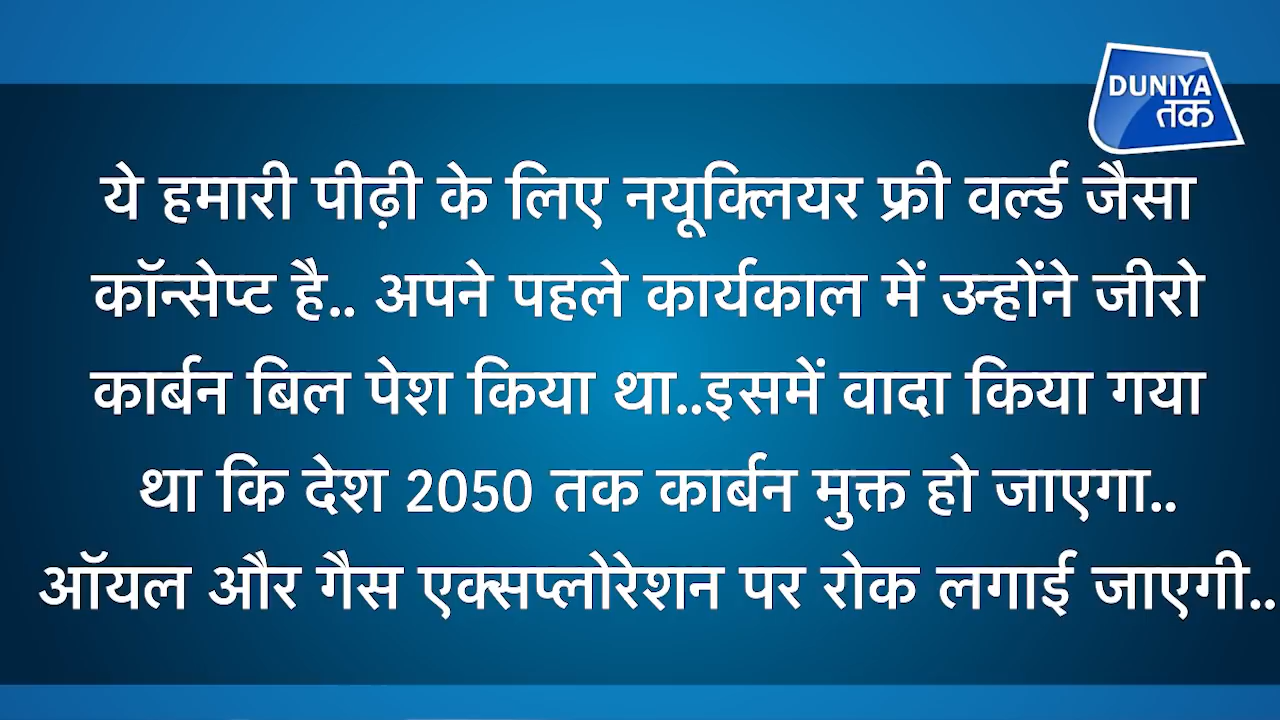 DUNIYA
तक
ये हमारी पीढ़ी के लिए नयूक्लियर फ्री वर्ल्ड जैसा
कॉन्सेप्ट है.. अपने पहले कार्यकाल में उन्होंने जीरो
कार्बन बिल पेश किया था..इसमें वादा किया गया
था कि देश 2050 तक कार्बन मुक्त हो जाएगा..
ऑयल और गैस एक्सप्लोरेशन पर रोक लगाई जाएगी..